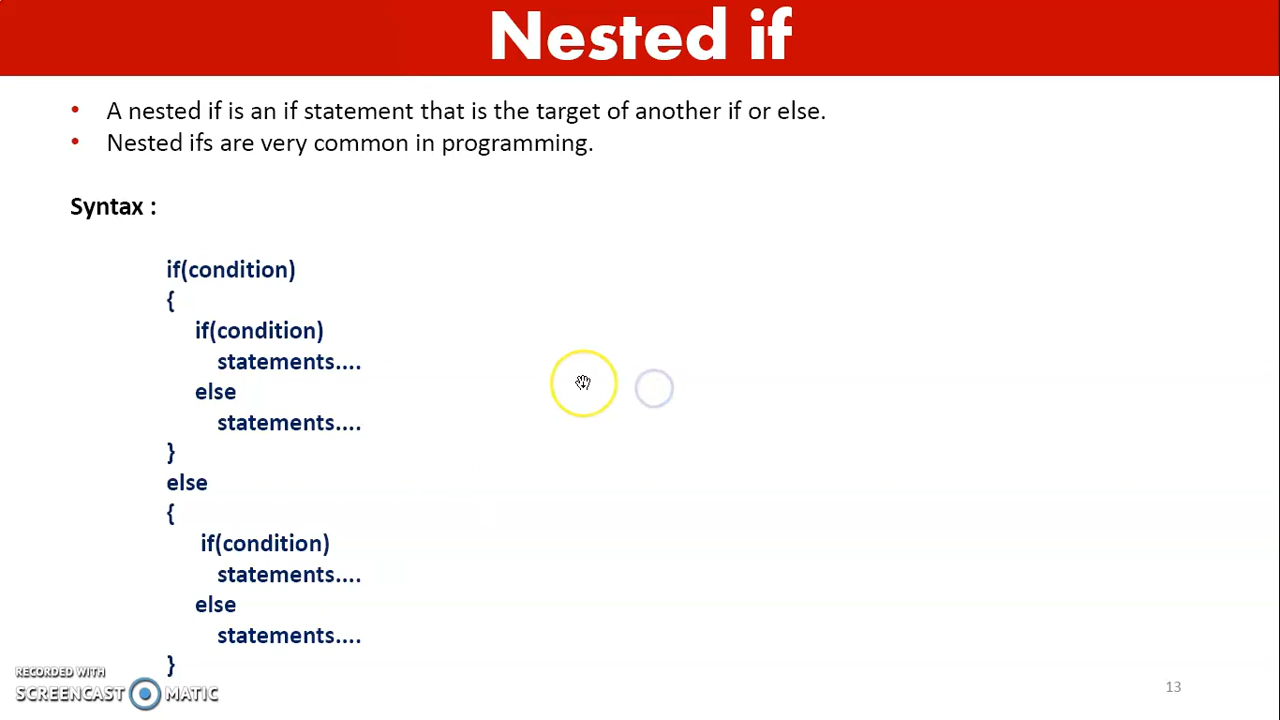 Nested if
• A nested if is an if statement that is the target of another if or else.
• Nested ifs are very common in programming.
Syntax :
if(condition)
{
if(condition)
statements....
else
statements....
}
else
{
if(condition)
statements....
else
statements....
}
RECORDED WITH
SCREENCAST MATIC
13